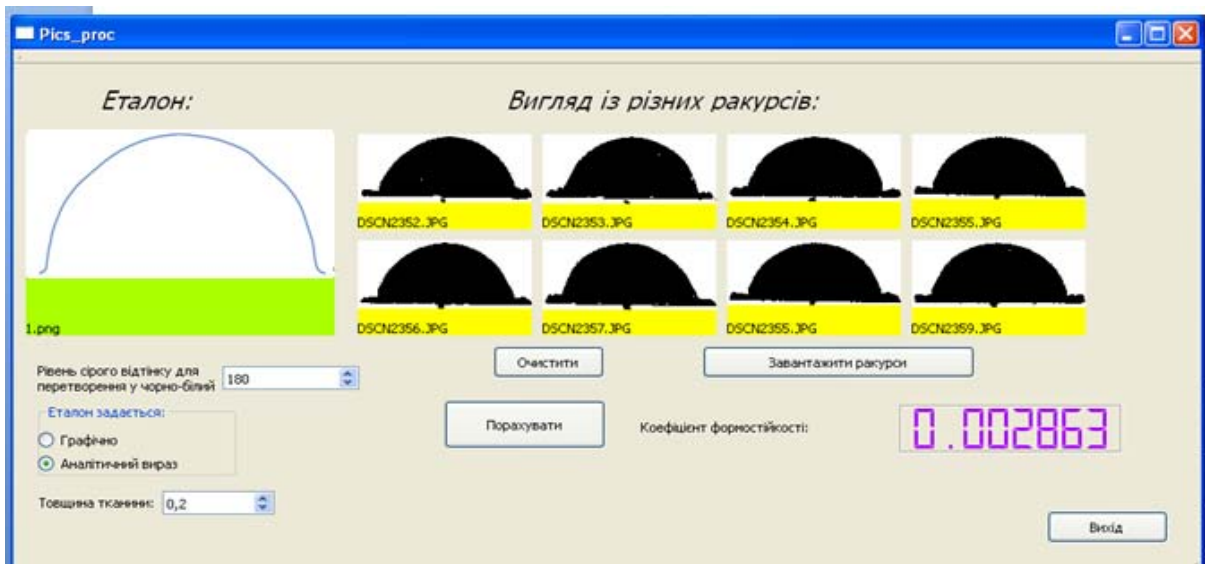 Pics_proc
Еталон:
Вигляд із різних ракурсів:
DSCN2352.JPG
DSCN2353.JPG
DSCN2354.JPG
DSCN2355.JPG
1.png
DSCN2356.JPG
DSCN2357.JPG
DSCN2355.JPG
DSCN2359.JPG
Очистити
Завантажити ракурси
Рівень сірого відтінку для
перетворення у чорно-білий
180
Еталон задається:
Графічно
Аналітичний вираз
Порахувати
Коефіцієнт формостійкості:
0.002863
Товщина тканини:
0,2
Вихід